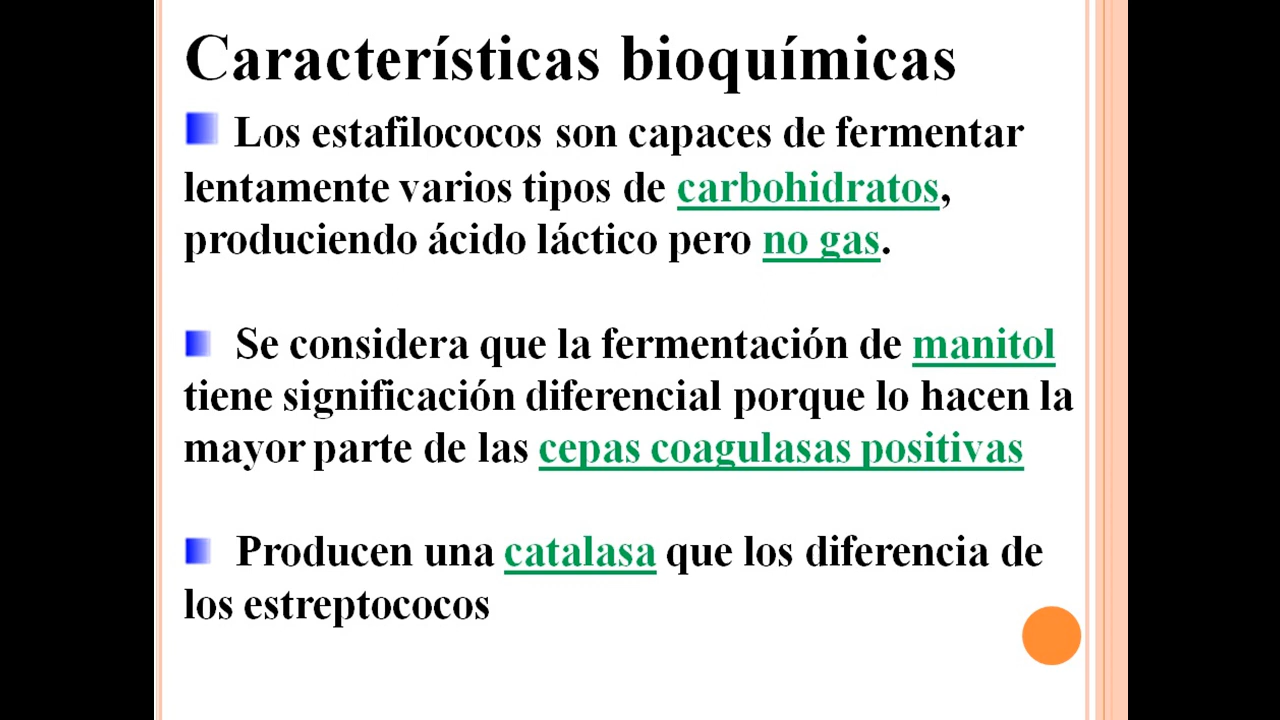 Características bioquímicas
Los estafilococos son capaces de fermentar
lentamente varios tipos de carbohidratos,
produciendo ácido láctico pero no gas.
Se considera que la fermentación de manitol
tiene significación diferencial porque lo hacen la
mayor parte de las cepas coagulasas positivas
Producen una catalasa que los diferencia de
los estreptococos